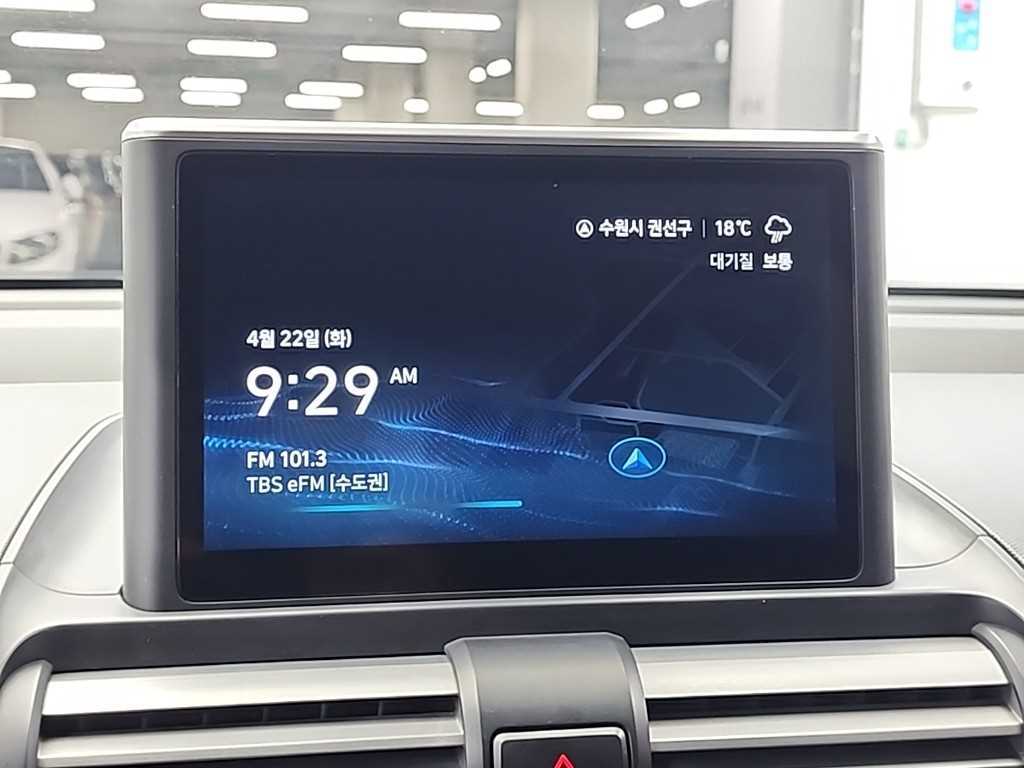 수원시 권선구 | 18℃
대기질 보통
4월 22일 (화)
9:29 AM
FM 101.3
TBS eFM [수도권]